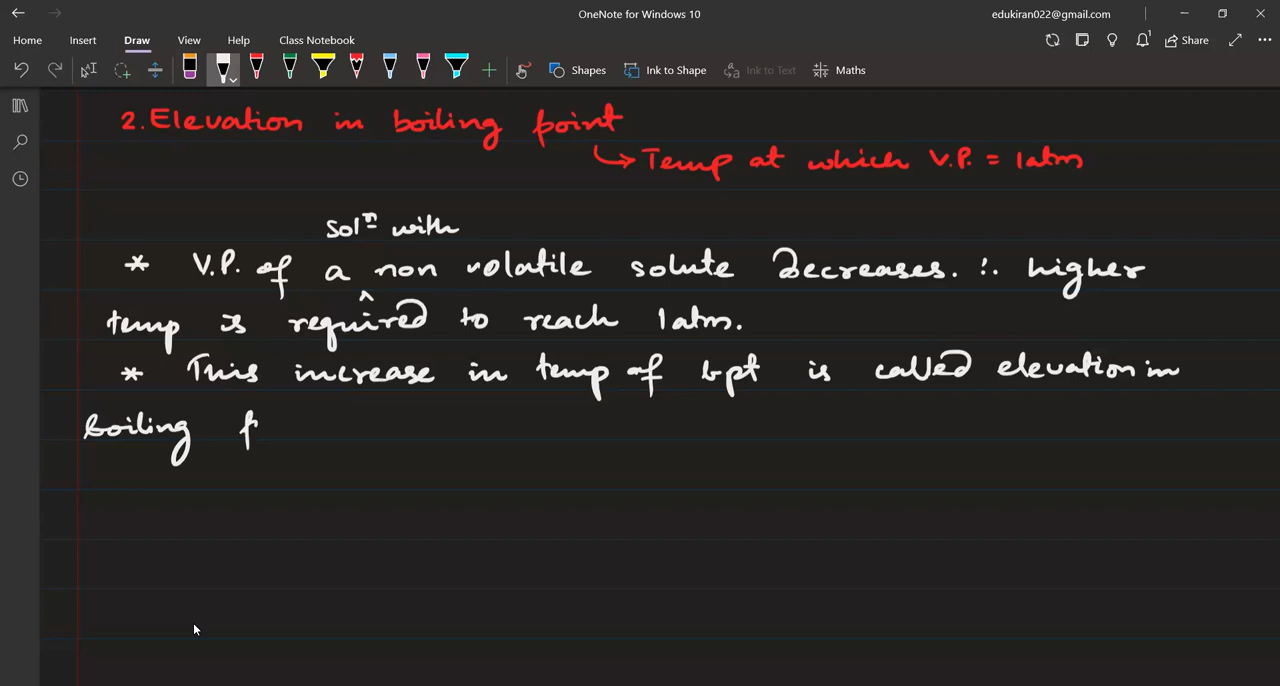 OneNote for Windows 10
edukiran022@gmail.com
Home Insert Draw View Help Class Notebook
Share
Shapes Ink to Shape Ink to Text Maths
2. Elevation in boiling point
Temp at which V.P. = 1atm
solⁿ with
* V.P. of a non volatile solute decreases. ∴ higher
temp is required to reach 1atm.
* This increase in temp of bpt is called elevation in
boiling p